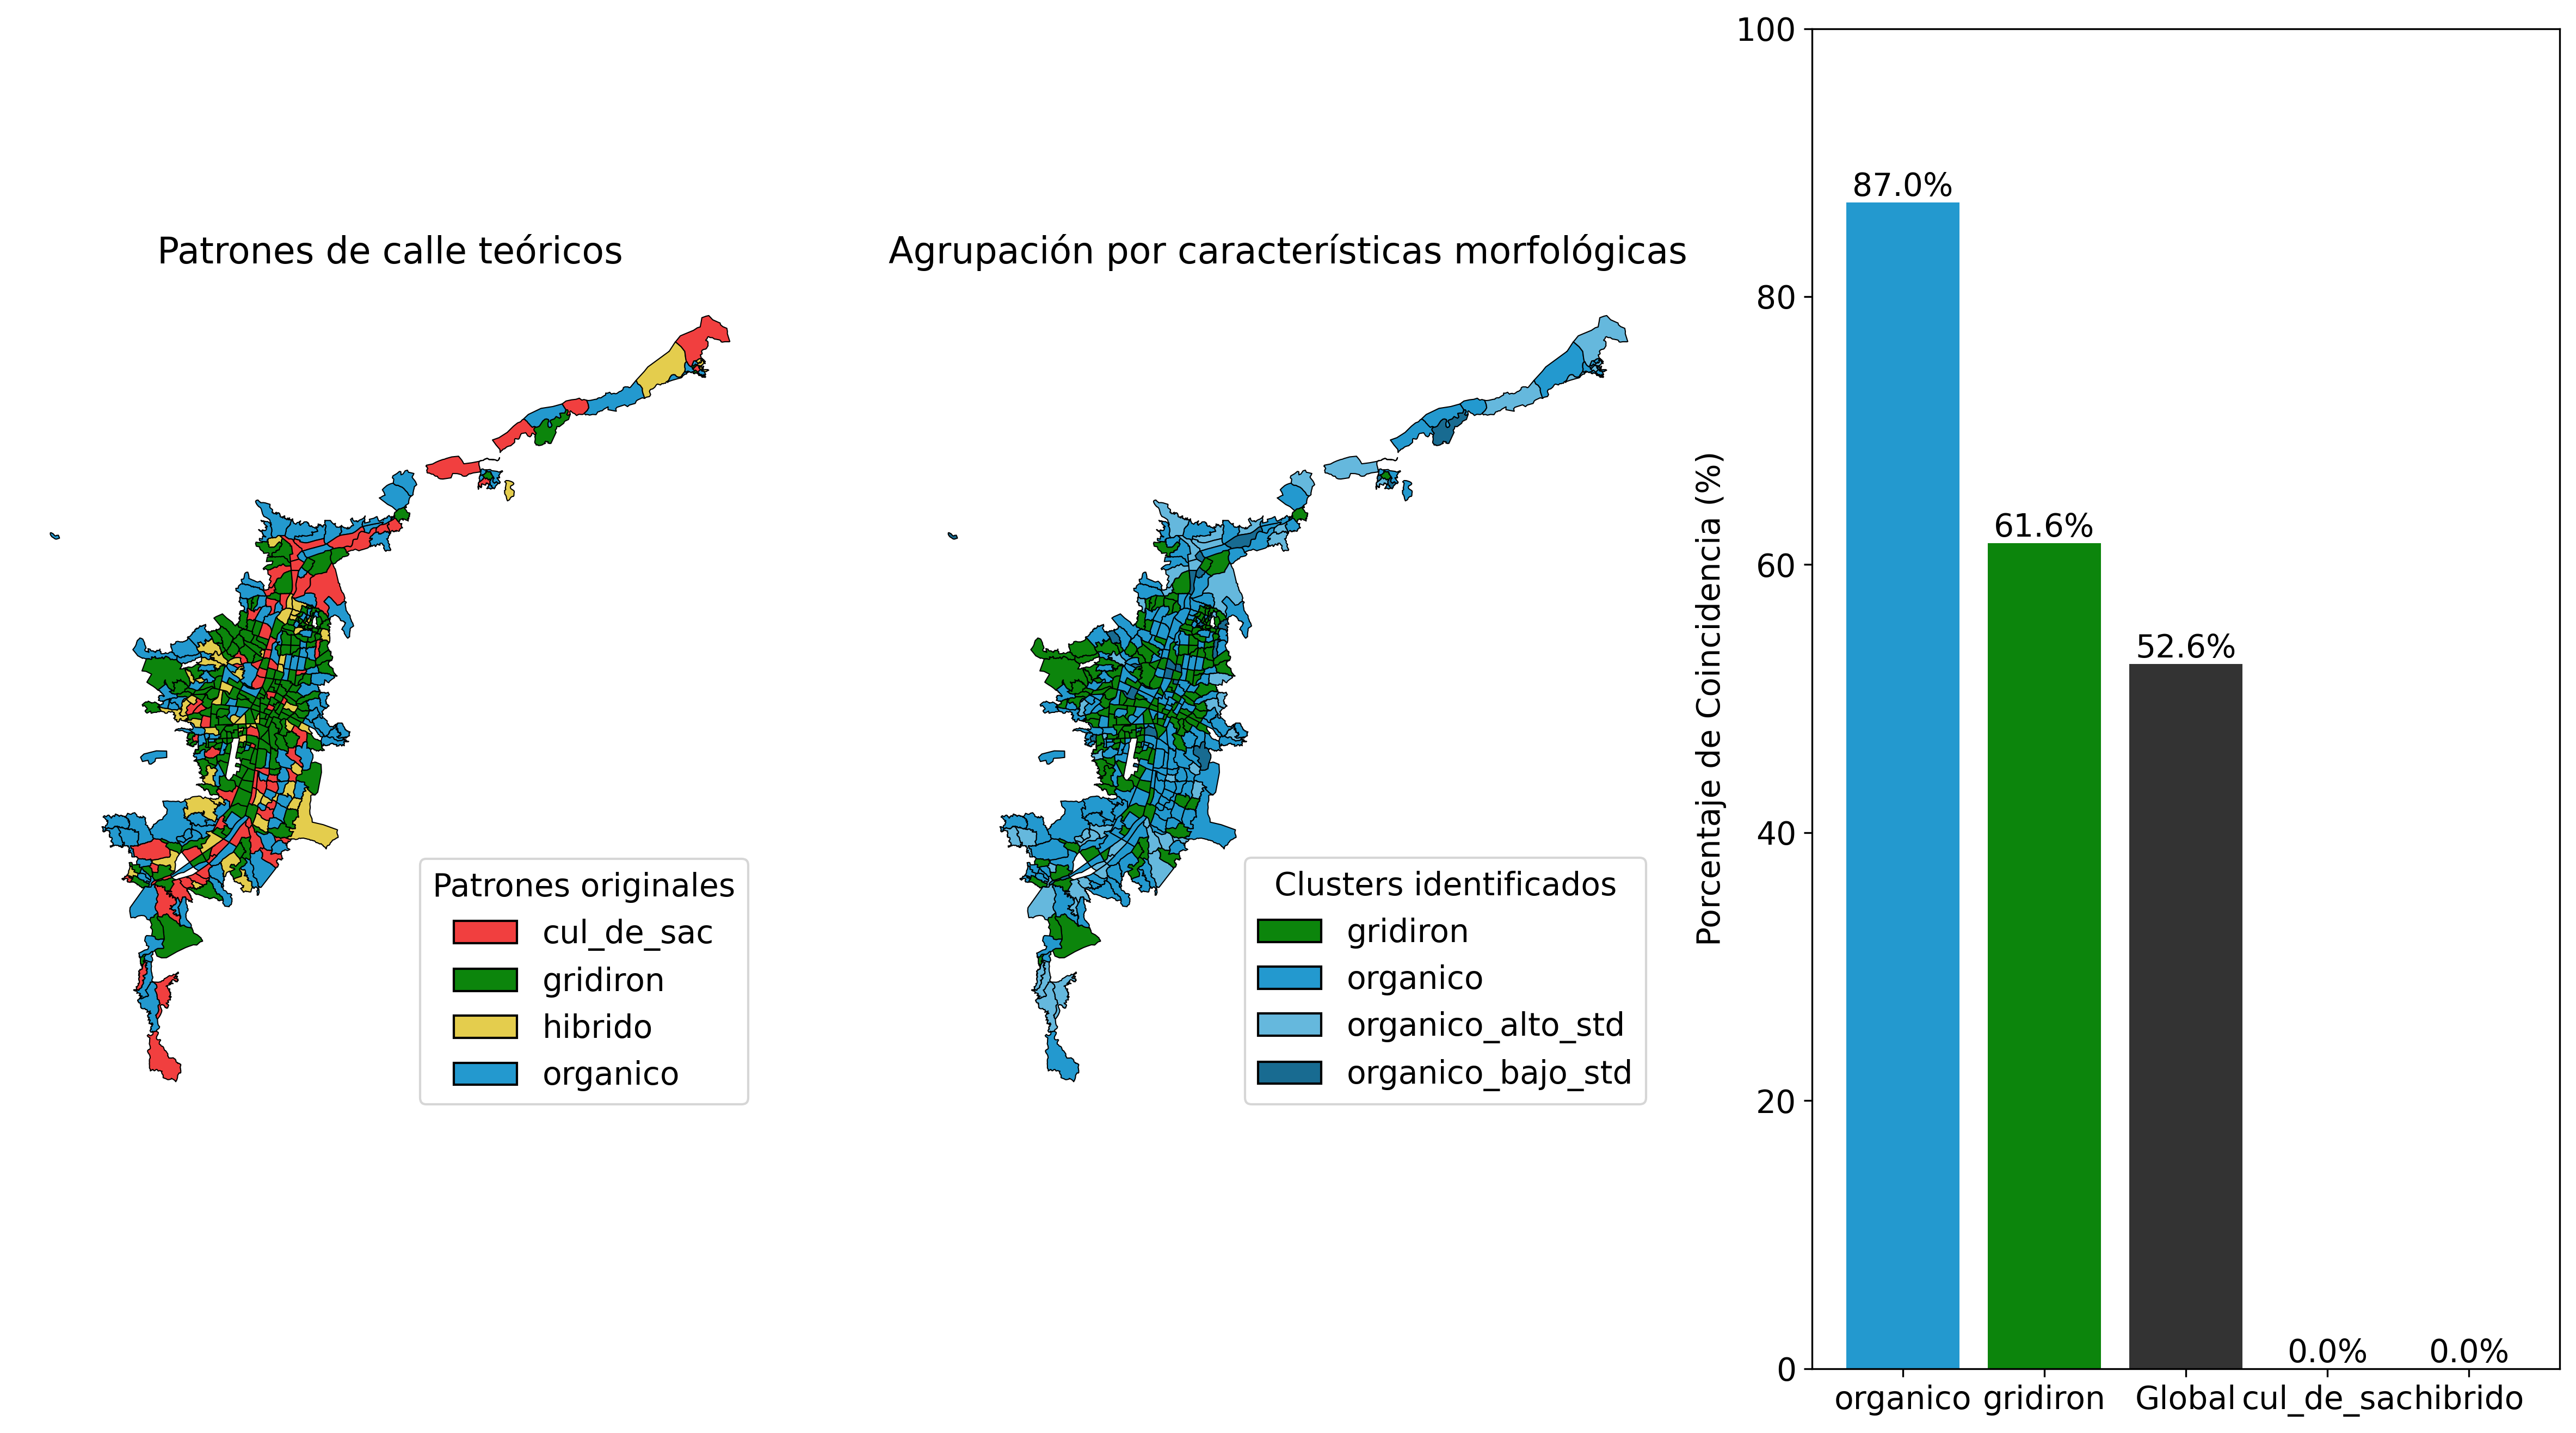 Patrones de calle teóricos
Patrones originales
cul_de_sac
gridiron
hibrido
organico
Agrupación por características morfológicas
Clusters identificados
gridiron
organico
organico_alto_std
organico_bajo_std
Porcentaje de Coincidencia (%)
100
80
60
40
20
0
87.0%
61.6%
52.6%
0.0%
0.0%
organico
gridiron
Global
cul_de_sac
hibrido